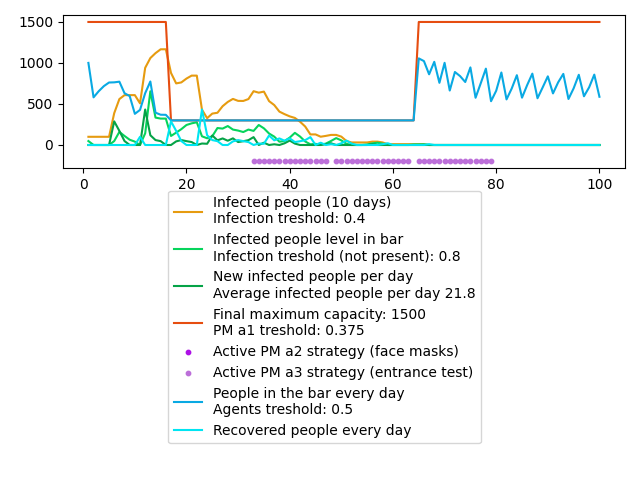 1500
1000
500
0
0
20
40
60
80
100
Infected people (10 days)
Infection treshold: 0.4
Infected people level in bar
Infection treshold (not present): 0.8
New infected people per day
Average infected people per day 21.8
Final maximum capacity: 1500
PM a1 treshold: 0.375
Active PM a2 strategy (face masks)
Active PM a3 strategy (entrance test)
People in the bar every day
Agents treshold: 0.5
Recovered people every day